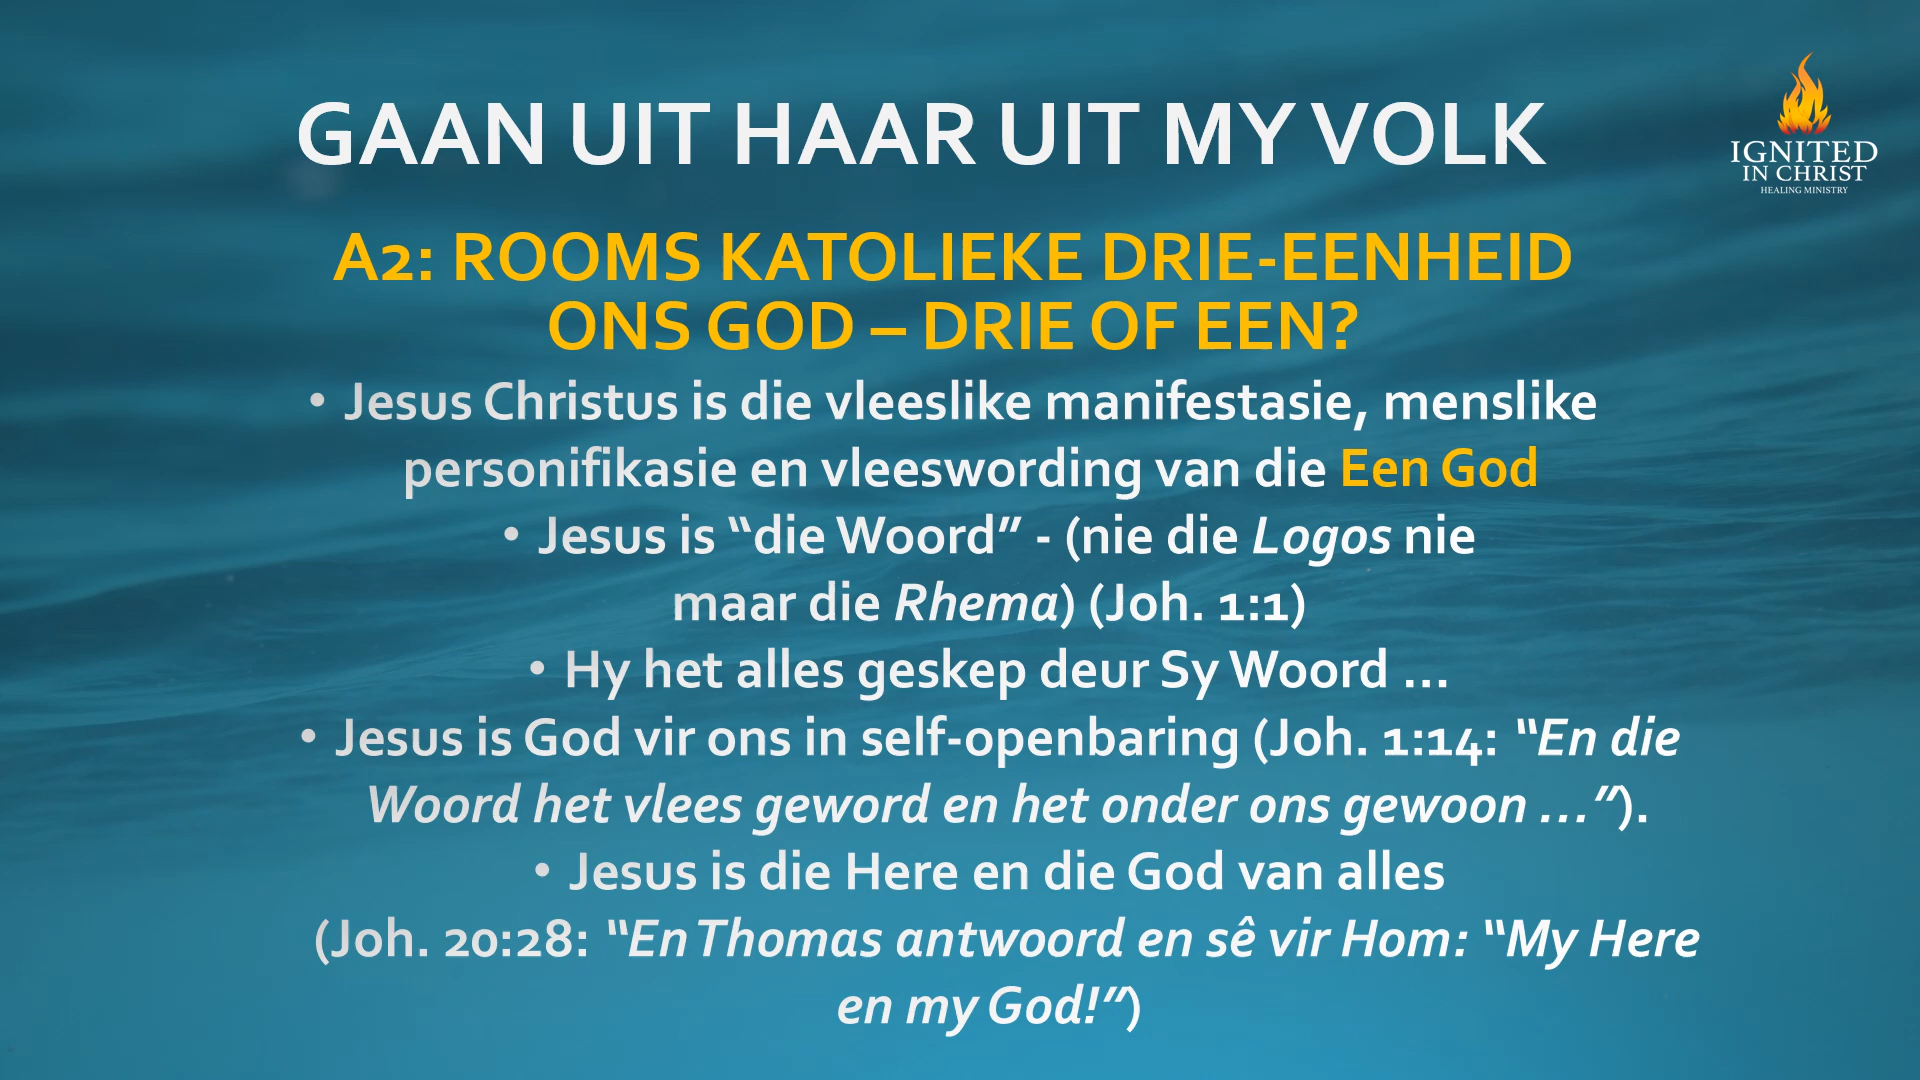 GAAN UIT HAAR UIT MY VOLK
IGNITED
IN CHRIST
HEALING MINISTRY
A2: ROOMS KATOLIEKE DRIE-EENHEID
ONS GOD – DRIE OF EEN?
• Jesus Christus is die vleeslike manifestasie, menslike
personifikasie en vleeswording van die Een God
• Jesus is “die Woord” - (nie die Logos nie
maar die Rhema) (Joh. 1:1)
• Hy het alles geskep deur Sy Woord ...
• Jesus is God vir ons in self-openbaring (Joh. 1:14: “En die
Woord het vlees geword en het onder ons gewoon ...”).
• Jesus is die Here en die God van alles
(Joh. 20:28: “En Thomas antwoord en sê vir Hom: “My Here
en my God!”)